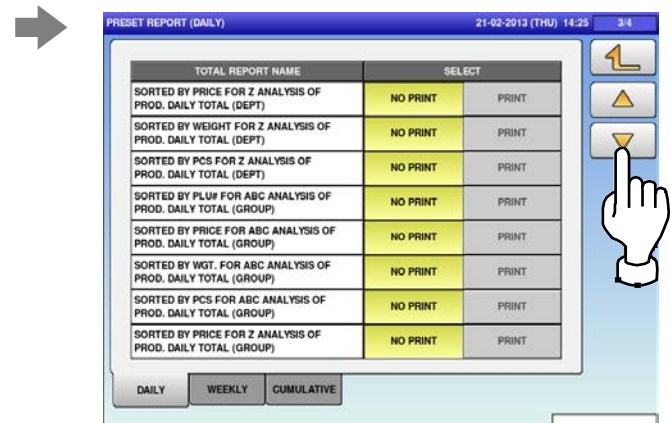 PRESET REPORT (DAILY) 21-02-2013 (THU) 14:25 3/4
TOTAL REPORT NAME SELECT
SORTED BY PRICE FOR Z ANALYSIS OF
PROD. DAILY TOTAL (DEPT) NO PRINT PRINT
SORTED BY WEIGHT FOR Z ANALYSIS OF
PROD. DAILY TOTAL (DEPT) NO PRINT PRINT
SORTED BY PCS FOR Z ANALYSIS OF
PROD. DAILY TOTAL (DEPT) NO PRINT PRINT
SORTED BY PLU# FOR ABC ANALYSIS OF
PROD. DAILY TOTAL (GROUP) NO PRINT PRINT
SORTED BY PRICE FOR ABC ANALYSIS OF
PROD. DAILY TOTAL (GROUP) NO PRINT PRINT
SORTED BY WGT. FOR ABC ANALYSIS OF
PROD. DAILY TOTAL (GROUP) NO PRINT PRINT
SORTED BY PCS FOR ABC ANALYSIS OF
PROD. DAILY TOTAL (GROUP) NO PRINT PRINT
SORTED BY PRICE FOR Z ANALYSIS OF
PROD. DAILY TOTAL (GROUP) NO PRINT PRINT
DAILY WEEKLY CUMULATIVE